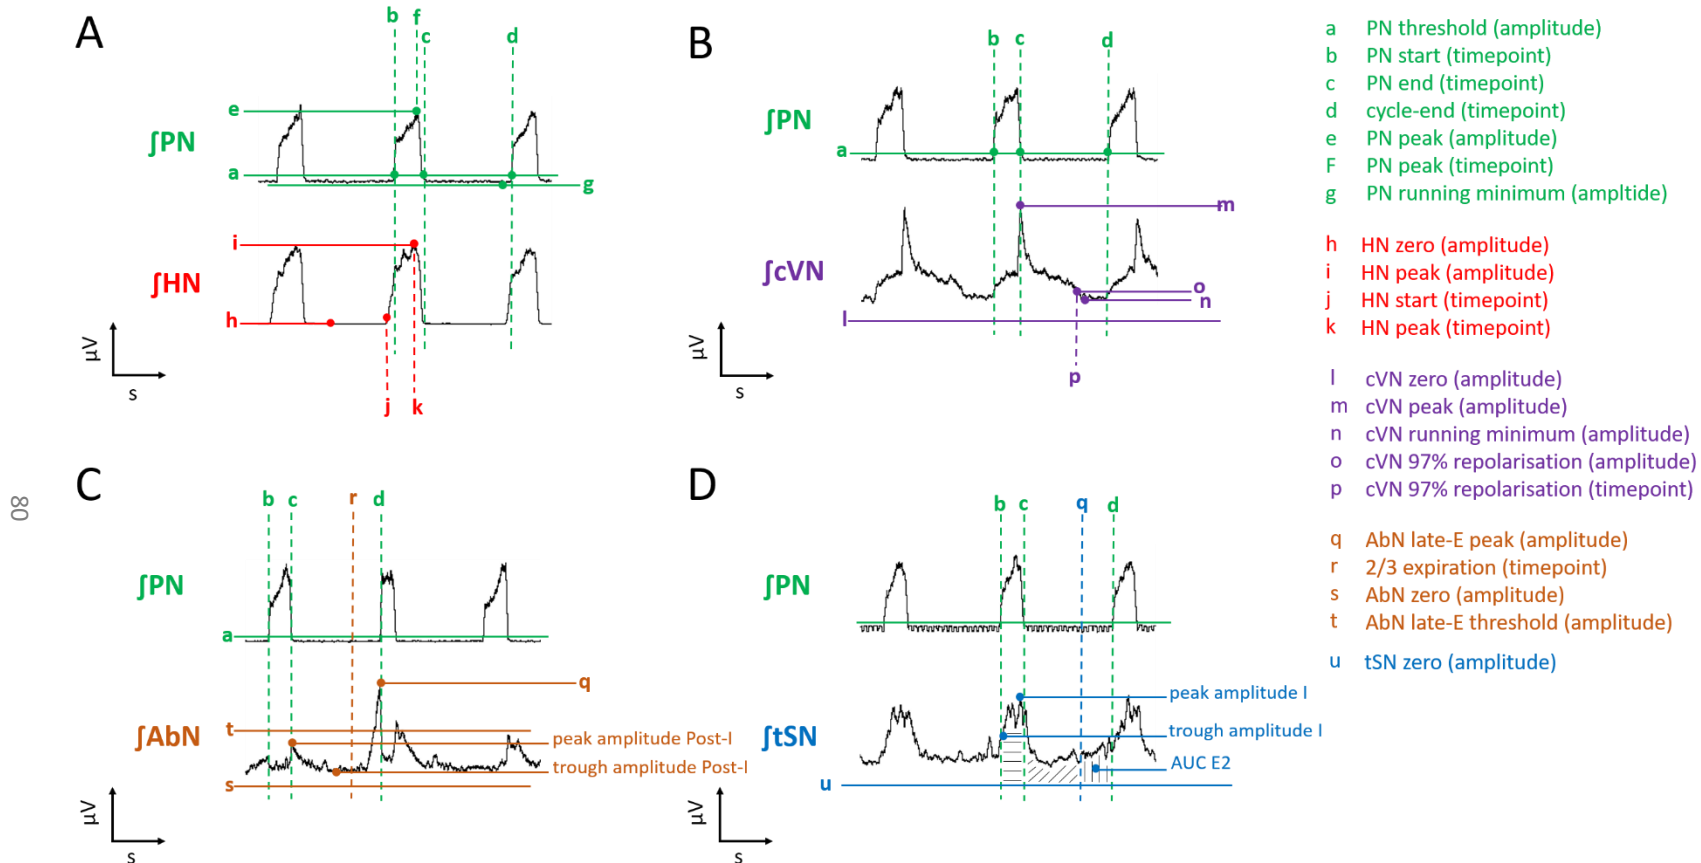 A
b f
c d
e
∫PN
a
g
i
∫HN
h
µV
s
j k
B
b c d
∫PN
a
m
∫cVN
o
n
l
p
µV
s
C
b c r d
∫PN
a
q
t
∫AbN
peak amplitude Post-I
trough amplitude Post-I
s
µV
s
D
b c q d
∫PN
peak amplitude I
trough amplitude I
∫tSN
AUC E2
u
µV
s
a PN threshold (amplitude)
b PN start (timepoint)
c PN end (timepoint)
d cycle-end (timepoint)
e PN peak (amplitude)
F PN peak (timepoint)
g PN running minimum (ampltide)
h HN zero (amplitude)
i HN peak (amplitude)
j HN start (timepoint)
k HN peak (timepoint)
l cVN zero (amplitude)
m cVN peak (amplitude)
n cVN running minimum (amplitude)
o cVN 97% repolarisation (amplitude)
p cVN 97% repolarisation (timepoint)
q AbN late-E peak (amplitude)
r 2/3 expiration (timepoint)
s AbN zero (amplitude)
t AbN late-E threshold (amplitude)
u tSN zero (amplitude)
80